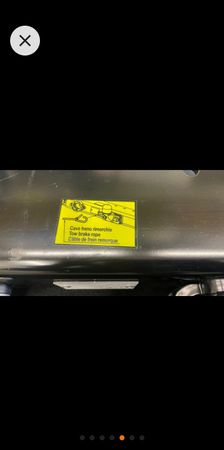 Cavo freno rimorchio
Tow brake rope
Câble de frein remorque